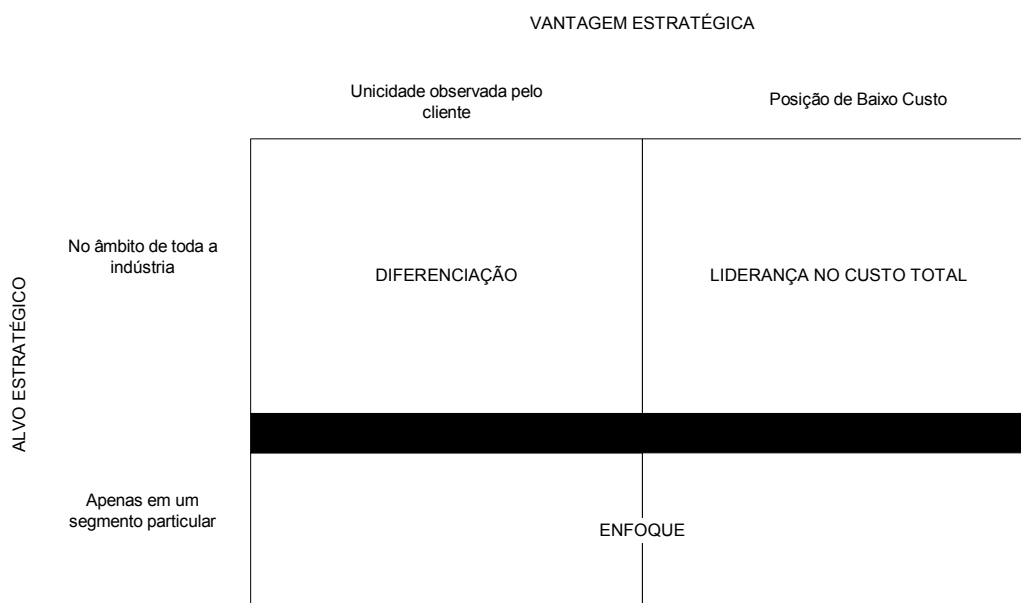 VANTAGEM ESTRATÉGICA
Unicidade observada pelo
cliente
Posição de Baixo Custo
ALVO ESTRATÉGICO
No âmbito de toda a
indústria
DIFERENCIAÇÃO
LIDERANÇA NO CUSTO TOTAL
Apenas em um
segmento particular
ENFOQUE